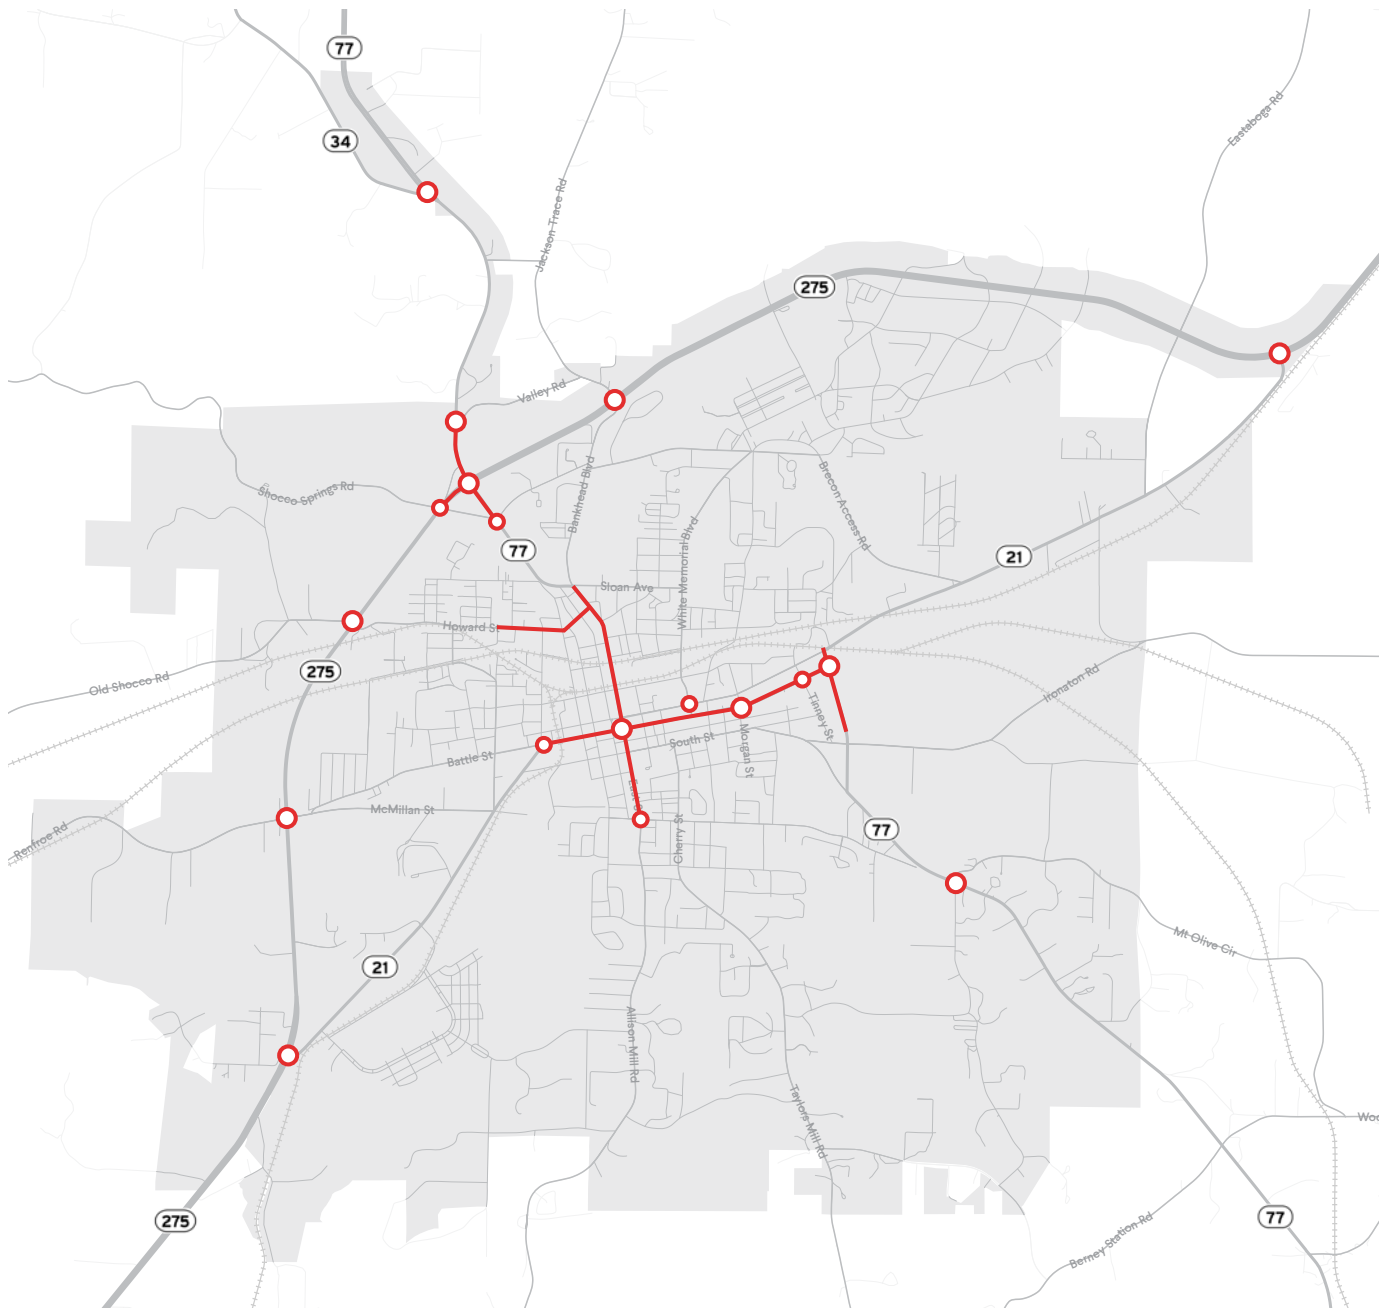 77
34
Eastaboga Rd
Jackson Trace Rd
275
Valley Rd
Shocco Springs Rd
Bankhead Blvd
Brecon Access Rd
77
21
White Memorial Blvd
Sloan Ave
Howard St
275
Old Shocco Rd
Ironton Rd
Tinney St
South St
Morgan St
Battle St
McMillan St
Cherry St
77
Renfroe Rd
Mt Olive Cir
21
Allison Mill Rd
Taylors Mill Rd
Woo
275
77
Berney Station Rd